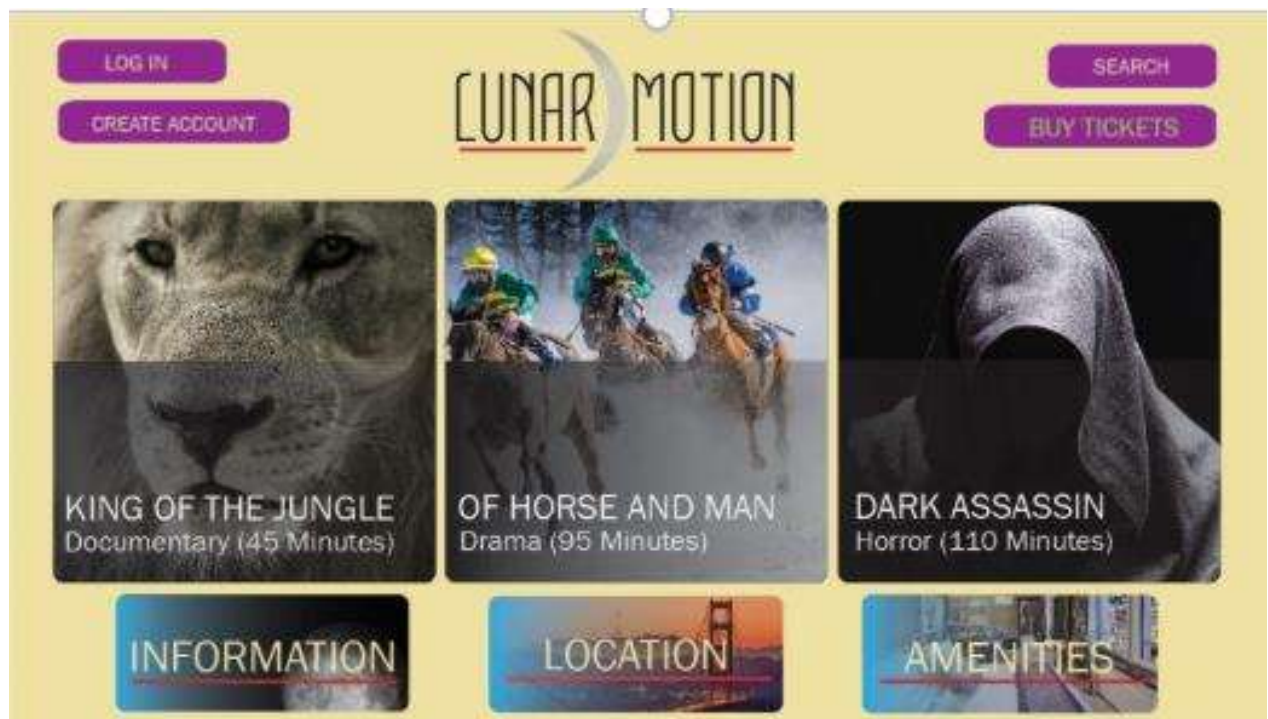 LOG IN
CREATE ACCOUNT
LUNAR MOTION
SEARCH
BUY TICKETS
KING OF THE JUNGLE
Documentary (45 Minutes)
OF HORSE AND MAN
Drama (95 Minutes)
DARK ASSASSIN
Horror (110 Minutes)
INFORMATION
LOCATION
AMENITIES